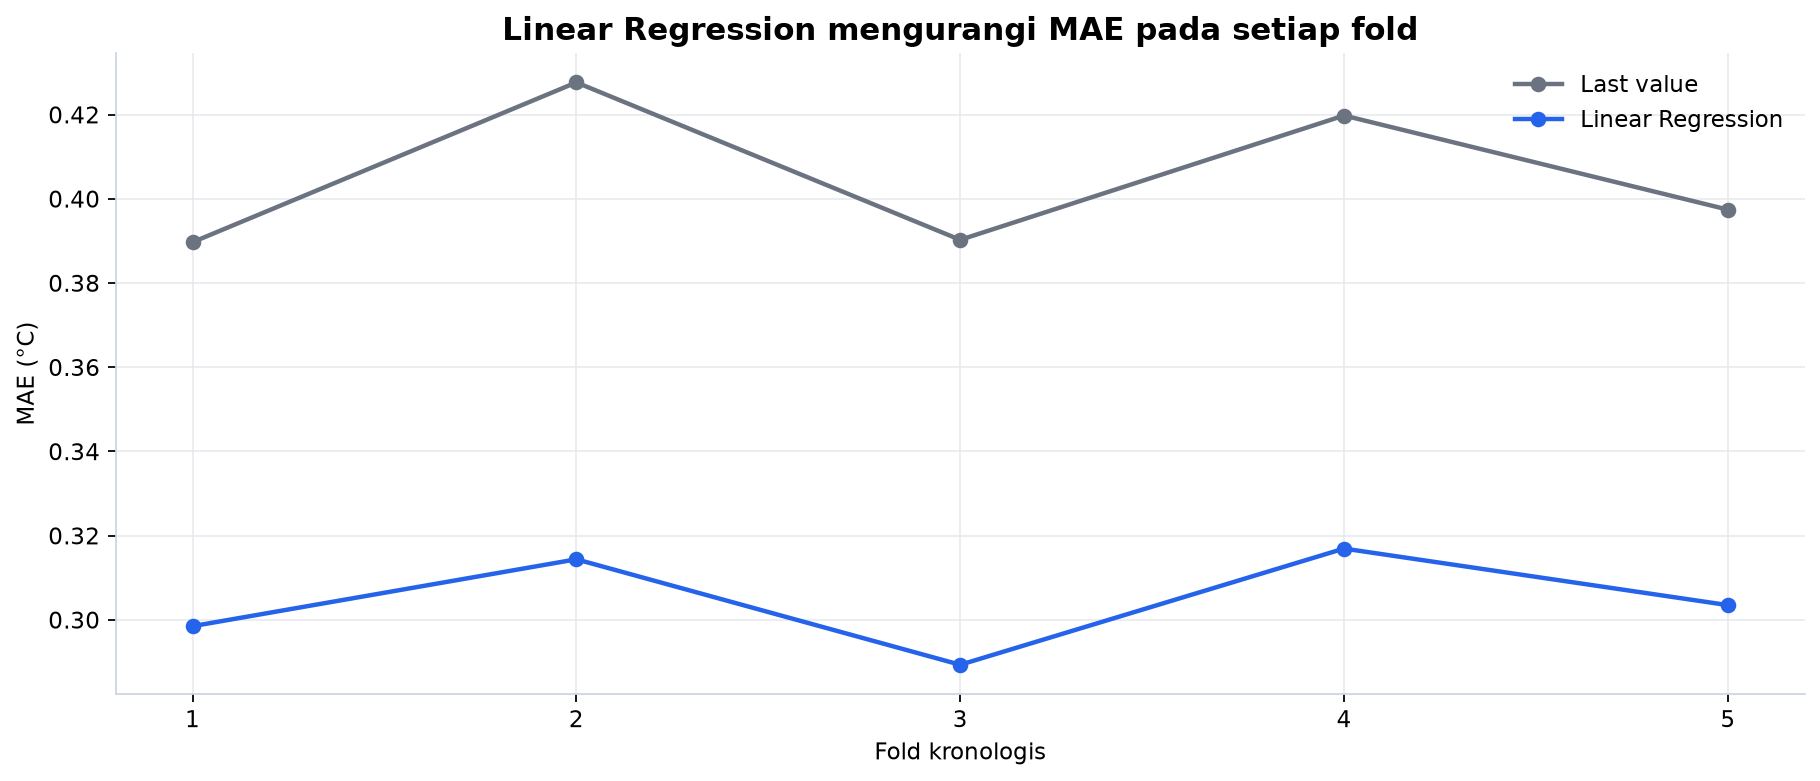 Linear Regression mengurangi MAE pada setiap fold
Last value
Linear Regression
MAE (°C)
0.42
0.40
0.38
0.36
0.34
0.32
0.30
1 2 3 4 5
Fold kronologis